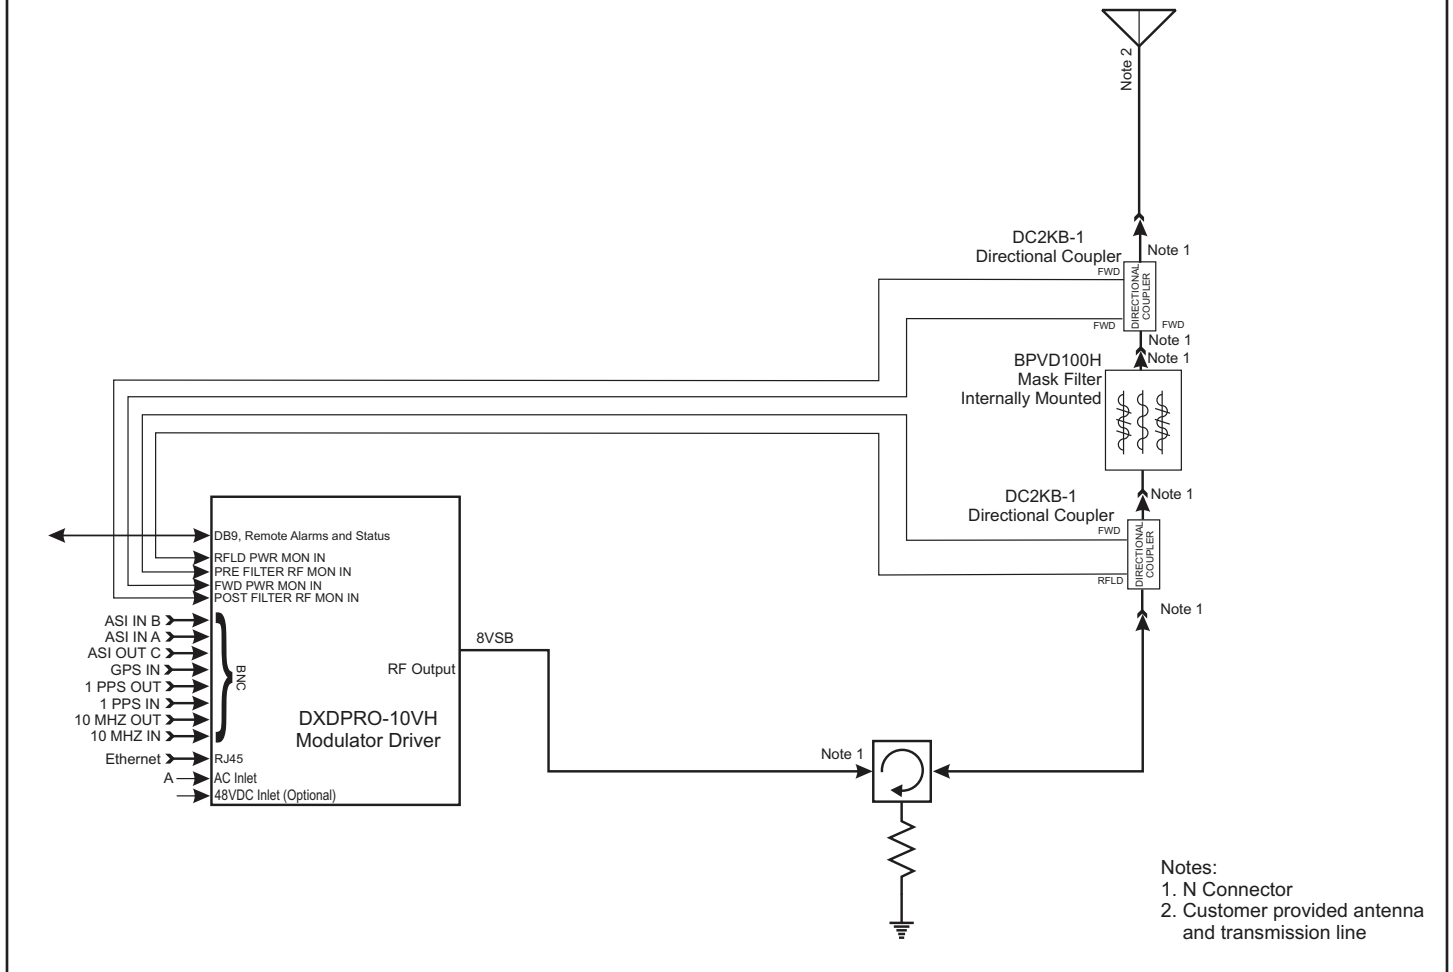 Note 2
DC2KB-1
Directional Coupler
Note 1
FWD
DIRECTIONAL
COUPLER
FWD
FWD
Note 1
Note 1
BPVD100H
Mask Filter
Internally Mounted
Note 1
DC2KB-1
Directional Coupler
FWD
DIRECTIONAL
COUPLER
RFLD
Note 1
DB9, Remote Alarms and Status
RFLD PWR MON IN
PRE FILTER RF MON IN
FWD PWR MON IN
POST FILTER RF MON IN
ASI IN B
ASI IN A
ASI OUT C
GPS IN
1 PPS OUT
1 PPS IN
10 MHZ OUT
10 MHZ IN
BNC
Ethernet
RJ45
A
AC Inlet
48VDC Inlet (Optional)
8VSB
RF Output
DXDPRO-10VH
Modulator Driver
Note 1
Notes:
1. N Connector
2. Customer provided antenna
and transmission line